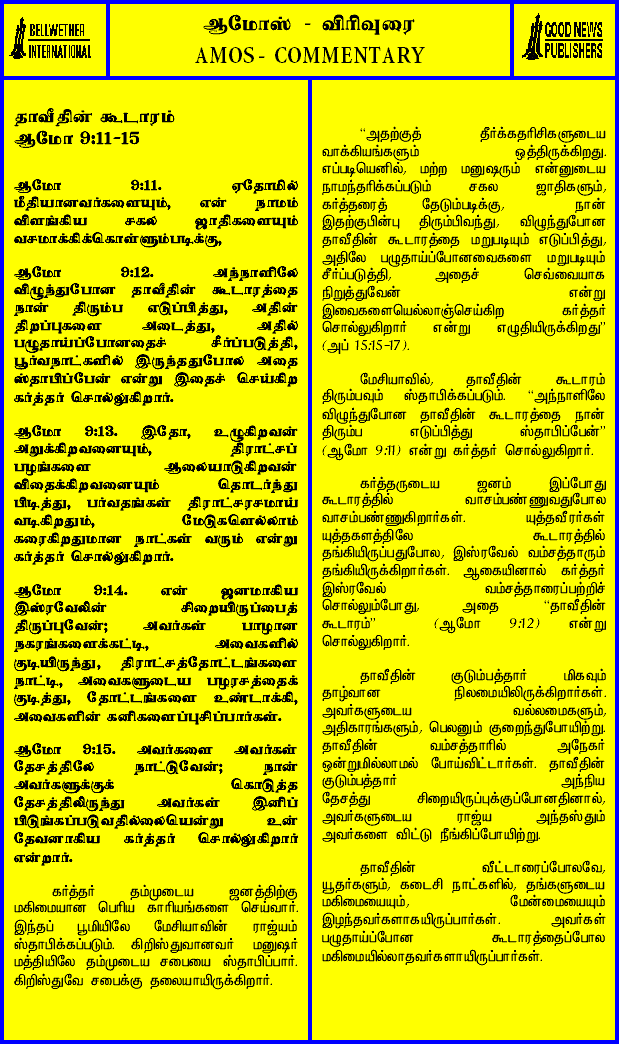 BELLWETHER
INTERNATIONAL
ஆமோஸ் - விரிவுரை
AMOS - COMMENTARY
GOOD NEWS
PUBLISHERS
தாவீதின் கூடாரம்
ஆமோ 9:11-15
ஆமோ 9:11. ஏதோமில்
மீதியானவர்களையும், என் நாமம்
விளங்கிய சகல ஜாதிகளையும்
வசமாக்கிக்கொள்ளும்படிக்கு,
ஆமோ 9:12. அந்நாளிலே
விழுந்துபோன தாவீதின் கூடாரத்தை
நான் திரும்ப எடுப்பித்து, அதின்
திறப்புகளை அடைத்து, அதில்
பழுதாய்ப்போனதைச் சீர்ப்படுத்தி,
பூர்வநாட்களில் இருந்ததுபோல அதை
ஸ்தாபிப்பேன் என்று இதைச் செய்கிற
கர்த்தர் சொல்லுகிறார்.
ஆமோ 9:13. இதோ, உழுகிறவன்
அறுக்கிறவனையும், திராட்சப்
பழங்களை ஆலையாடுகிறவன்
விதைக்கிறவனையும் தொடர்ந்து
பிடித்து, பர்வதங்கள் திராட்சரசமாய்
வடிகிறதும், மேடுகளெல்லாம்
கரைகிறதுமான நாட்கள் வரும் என்று
கர்த்தர் சொல்லுகிறார்.
ஆமோ 9:14. என் ஜனமாகிய
இஸ்ரவேலின் சிறையிருப்பைத்
திருப்புவேன்; அவர்கள் பாழான
நகரங்களைக்கட்டி, அவைகளில்
குடியிருந்து, திராட்சத்தோட்டங்களை
நாட்டி, அவைகளுடைய பழரசத்தைக்
குடித்து, தோட்டங்களை உண்டாக்கி,
அவைகளின் கனிகளைப்புசிப்பார்கள்.
ஆமோ 9:15. அவர்களை அவர்கள்
தேசத்திலே நாட்டுவேன்; நான்
அவர்களுக்குக் கொடுத்த
தேசத்திலிருந்து அவர்கள் இனிப்
பிடுங்கப்படுவதில்லையென்று உன்
தேவனாகிய கர்த்தர் சொல்லுகிறார்
என்றார்.
கர்த்தர் தம்முடைய ஜனத்திற்கு
மகிமையான பெரிய காரியங்களை செய்வார்.
இந்தப் பூமியிலே மேசியாவின் ராஜ்யம்
ஸ்தாபிக்கப்படும். கிறிஸ்துவானவர் மனுஷர்
மத்தியிலே தம்முடைய சபையை ஸ்தாபிப்பார்.
கிறிஸ்துவே சபைக்கு தலையாயிருக்கிறார்.
“அதற்குத் தீர்க்கதரிசிகளுடைய
வாக்கியங்களும் ஒத்திருக்கிறது.
எப்படியெனில், மற்ற மனுஷரும் என்னுடைய
நாமந்தரிக்கப்படும் சகல ஜாதிகளும்,
கர்த்தரைத் தேடும்படிக்கு, நான்
இதற்குபின்பு திரும்பிவந்து, விழுந்துபோன
தாவீதின் கூடாரத்தை மறுபடியும் எடுப்பித்து,
அதிலே பழுதாய்ப்போனவைகளை மறுபடியும்
சீர்ப்படுத்தி, அதைச் செவ்வையாக
நிறுத்துவேன் என்று
இவைகளையெல்லாஞ்செய்கிற கர்த்தர்
சொல்லுகிறார் என்று எழுதியிருக்கிறது”
(அப் 15:15-17).
மேசியாவில், தாவீதின் கூடாரம்
திரும்பவும் ஸ்தாபிக்கப்படும். “அந்நாளிலே
விழுந்துபோன தாவீதின் கூடாரத்தை நான்
திரும்ப எடுப்பித்து ஸ்தாபிப்பேன்”
(ஆமோ 9:11) என்று கர்த்தர் சொல்லுகிறார்.
கர்த்தருடைய ஜனம் இப்போது
கூடாரத்தில் வாசம்பண்ணுவதுபோல
வாசம்பண்ணுகிறார்கள். யுத்தவீரர்கள்
யுத்தகளத்திலே கூடாரத்தில்
தங்கியிருப்பதுபோல, இஸ்ரவேல் வம்சத்தாரும்
தங்கியிருக்கிறார்கள். ஆகையினால் கர்த்தர்
இஸ்ரவேல் வம்சத்தாரைப்பற்றிச்
சொல்லும்போது, அதை “தாவீதின்
கூடாரம்” (ஆமோ 9:12) என்று
சொல்லுகிறார்.
தாவீதின் குடும்பத்தார் மிகவும்
தாழ்வான நிலமையிலிருக்கிறார்கள்.
அவர்களுடைய வல்லமைகளும்,
அதிகாரங்களும், பெலனும் குறைந்துபோயிற்று.
தாவீதின் வம்சத்தாரில் அநேகர்
ஒன்றுமில்லாமல் போய்விட்டார்கள். தாவீதின்
குடும்பத்தார் அந்நிய
தேசத்து சிறையிருப்புக்குப்போனதினால்,
அவர்களுடைய ராஜ்ய அந்தஸ்தும்
அவர்களை விட்டு நீங்கிப்போயிற்று.
தாவீதின் வீட்டாரைப்போலவே,
யூதர்களும், கடைசி நாட்களில், தங்களுடைய
மகிமையையும், மேன்மையையும்
இழந்தவர்களாகயிருப்பார்கள். அவர்கள்
பழுதாய்ப்போன கூடாரத்தைப்போல
மகிமையில்லாதவர்களாயிருப்பார்கள்.